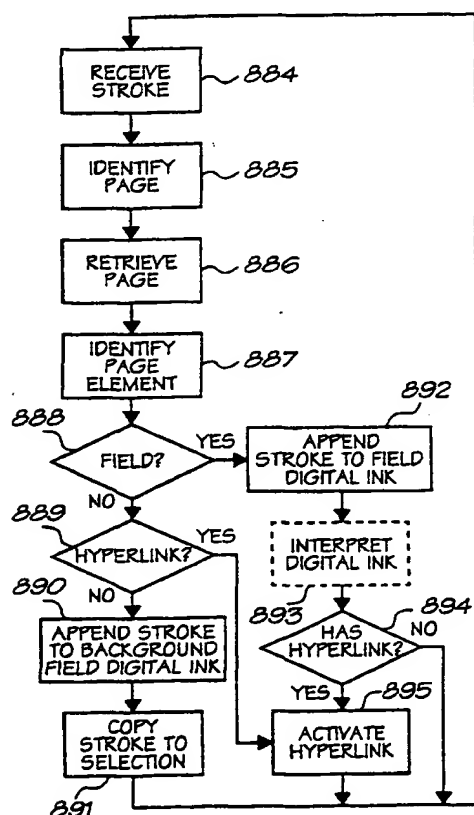 RECEIVE
STROKE
884
IDENTIFY
PAGE
885
RETRIEVE
PAGE
886
IDENTIFY
PAGE
ELEMENT
887
888
FIELD?
YES
NO
892
APPEND
STROKE TO FIELD
DIGITAL INK
889
HYPERLINK?
YES
NO
INTERPRET
DIGITAL INK
893
890
APPEND STROKE
TO BACKGROUND
FIELD DIGITAL INK
894
HAS
HYPERLINK?
NO
YES
895
ACTIVATE
HYPERLINK
COPY
STROKE TO
SELECTION
891